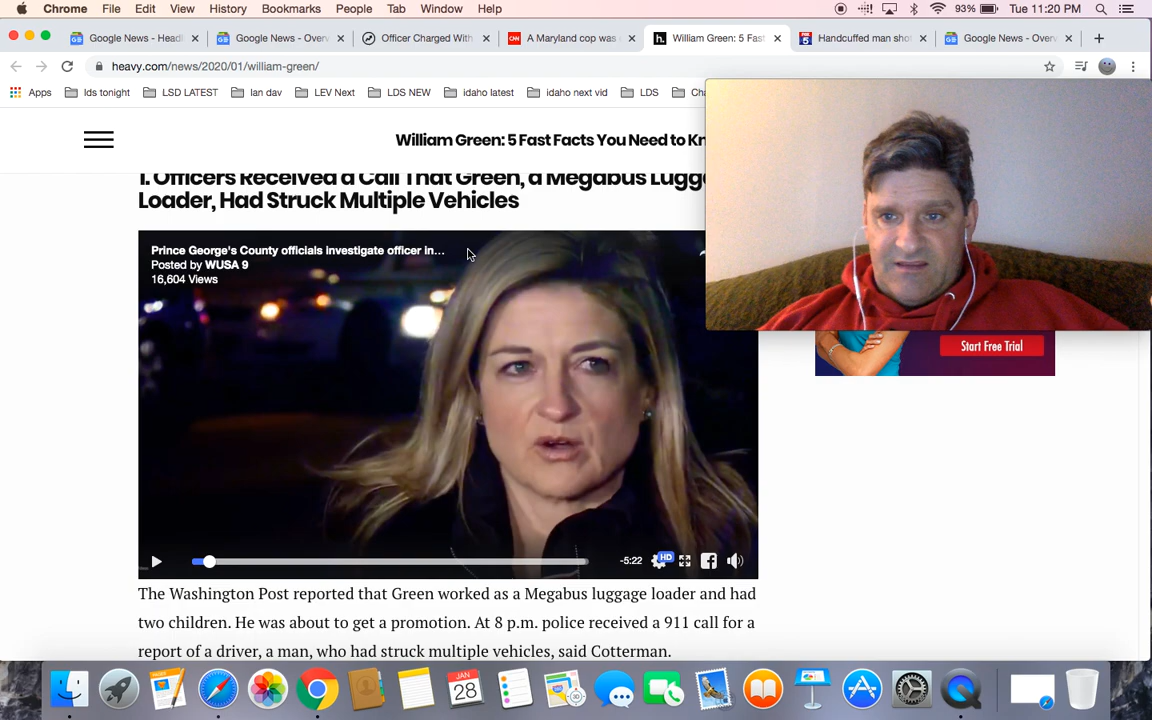 Chrome File Edit View History Bookmarks People Tab Window Help 93% Tue 11:20 PM
Google News - Headl Google News - Overv Officer Charged With CNN A Maryland cop was h. William Green: 5 Fast FOX 5 Handcuffed man sho Google News - Overv
heavy.com/news/2020/01/william-green/
Apps lds tonight LSD LATEST Ian dav LEV Next LDS NEW idaho latest idaho next vid LDS
William Green: 5 Fast Facts You Need to Kn
1. Officers Received a Call That Green, a Megabus Lugg
Loader, Had Struck Multiple Vehicles
Prince George's County officials investigate officer in...
Posted by WUSA 9
16,604 Views
Start Free Trial
-5:22 HD
The Washington Post reported that Green worked as a Megabus luggage loader and had
two children. He was about to get a promotion. At 8 p.m. police received a 911 call for a
report of a driver, a man, who had struck multiple vehicles, said Cotterman.
JAN
28
3D